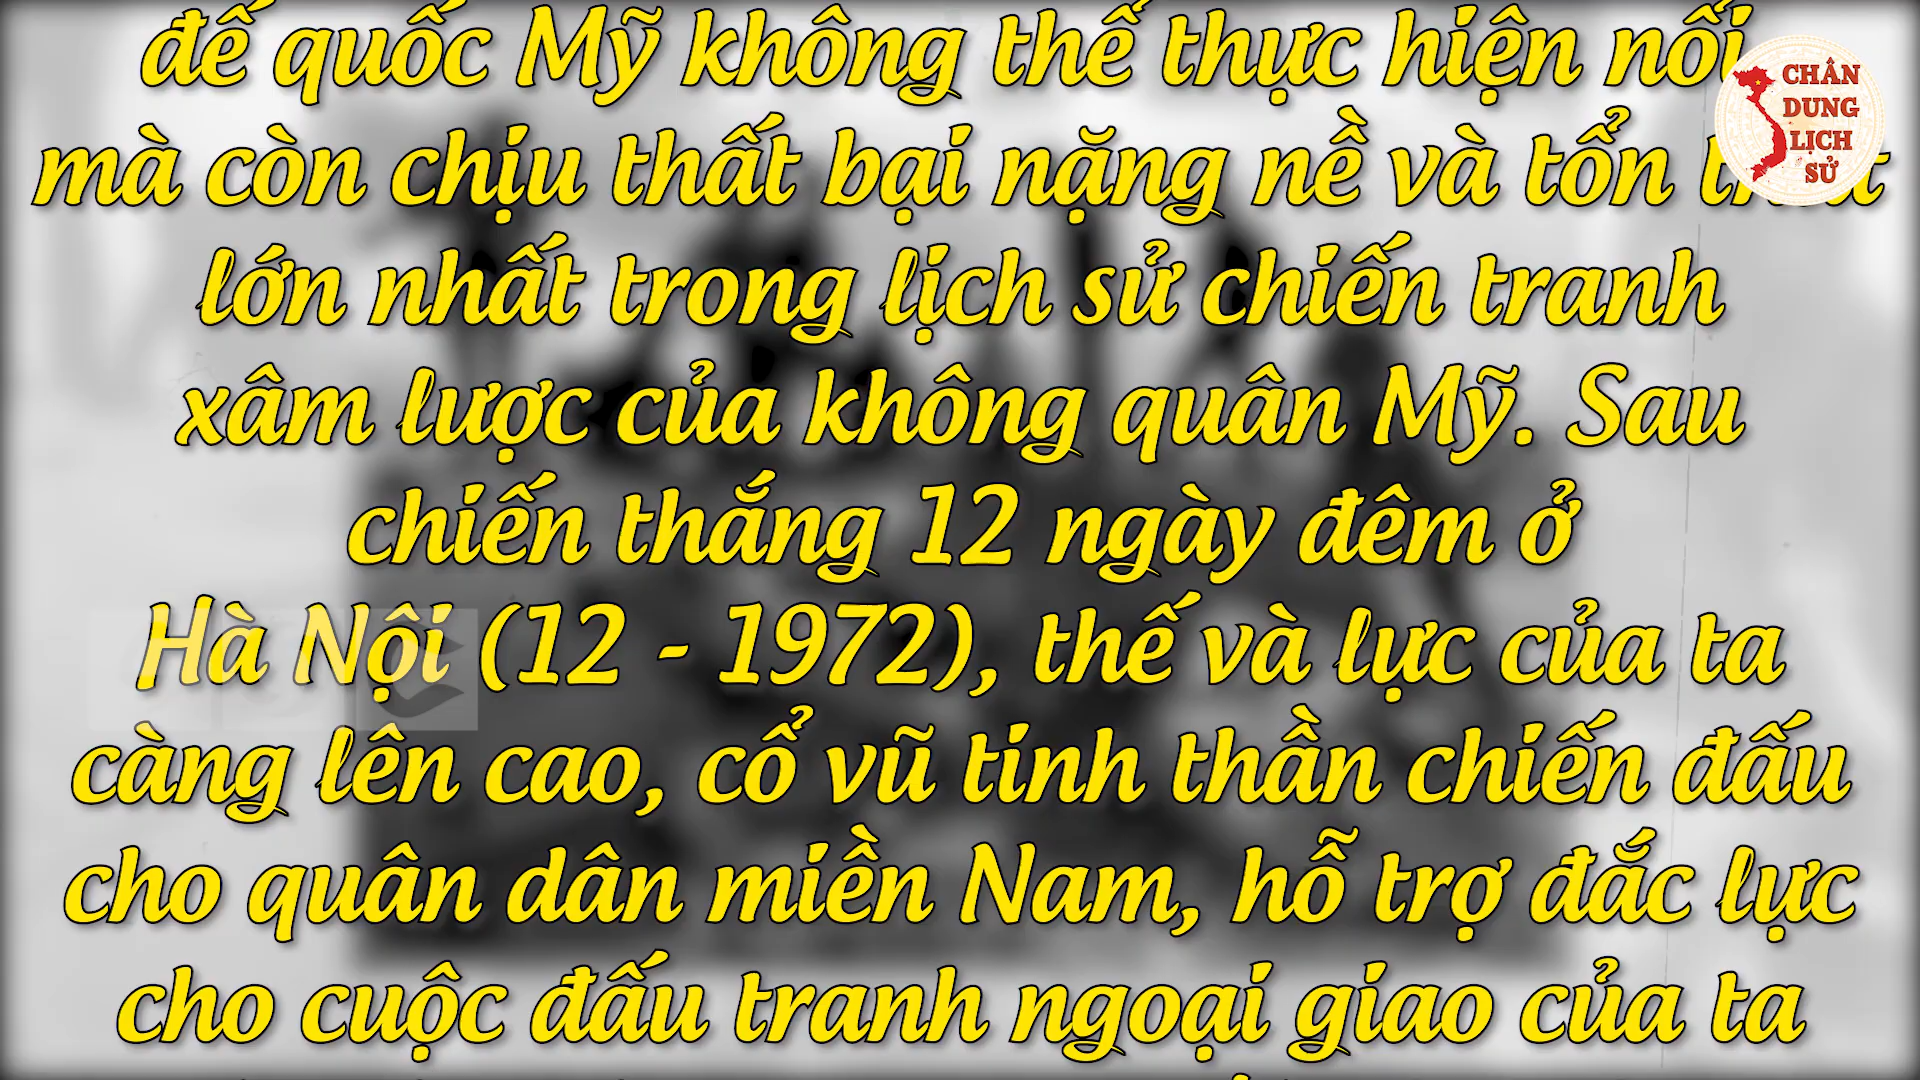 đế quốc Mỹ không thể thực hiện nổi
mà còn chịu thất bại nặng nề và tổn
lớn nhất trong lịch sử chiến tranh
xâm lược của không quân Mỹ. Sau
chiến thắng 12 ngày đêm ở
Hà Nội (12 - 1972), thế và lực của ta
càng lên cao, cổ vũ tinh thần chiến đấu
cho quân dân miền Nam, hỗ trợ đắc lực
cho cuộc đấu tranh ngoại giao của ta
CHÂN
DUNG
LỊCH
SỬ